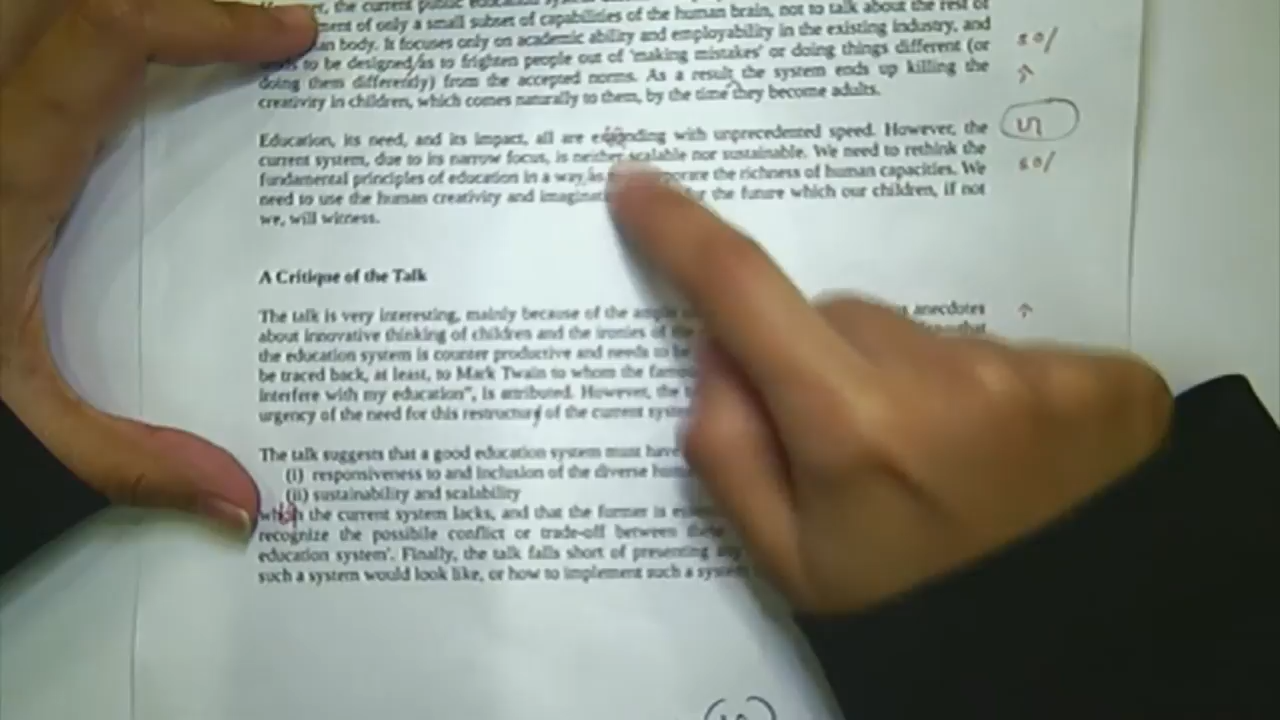 the current public education
ment of only a small subset of capabilities of the human brain, not to talk about the rest of
an body. It focuses only on academic ability and employability in the existing industry, and
to be designed/as to frighten people out of 'making mistakes' or doing things different (or so/
doing them differently) from the accepted norms. As a result, the system ends up killing the
creativity in children, which comes naturally to them, by the time they become adults.
Education, its need, and its impact, all are with unprecedented speed. However, the
current system, due to its narrow focus, is neither scalable nor sustainable. We need to rethink the so/
fundamental principles of education in a way/as the richness of human capacities. We
need to use the human creativity and the future which our children, if not
we, will witness.
A Critique of the Talk
The talk is very interesting, mainly because of the anecdotes
about innovative thinking of children and the ironies of the
the education system is counter productive and needs to be
be traced back, at least, to Mark Twain to whom the
interfere with my education", is attributed. However, the
urgency of the need for this of the current
The talk suggests that a good education system must have
(i) responsiveness to and inclusion of the diverse
(ii) sustainability and scalability
which the current system lacks, and that the former is
recognize the possibile conflict or trade-off between these
education system'. Finally, the talk falls short of presenting
such a system would look like, or how to implement such a